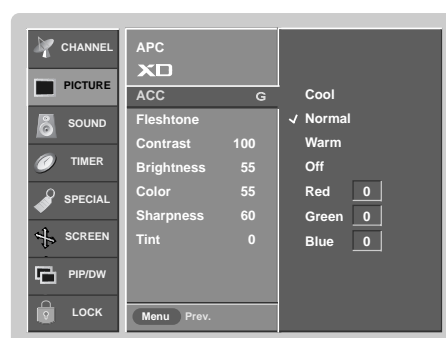 CHANNEL
PICTURE
SOUND
TIMER
SPECIAL
SCREEN
PIP/DW
LOCK
APC
XD
ACC G
Fleshtone
Contrast 100
Brightness 55
Color 55
Sharpness 60
Tint 0
Menu Prev.
Cool
Normal
Warm
Off
Red 0
Green 0
Blue 0